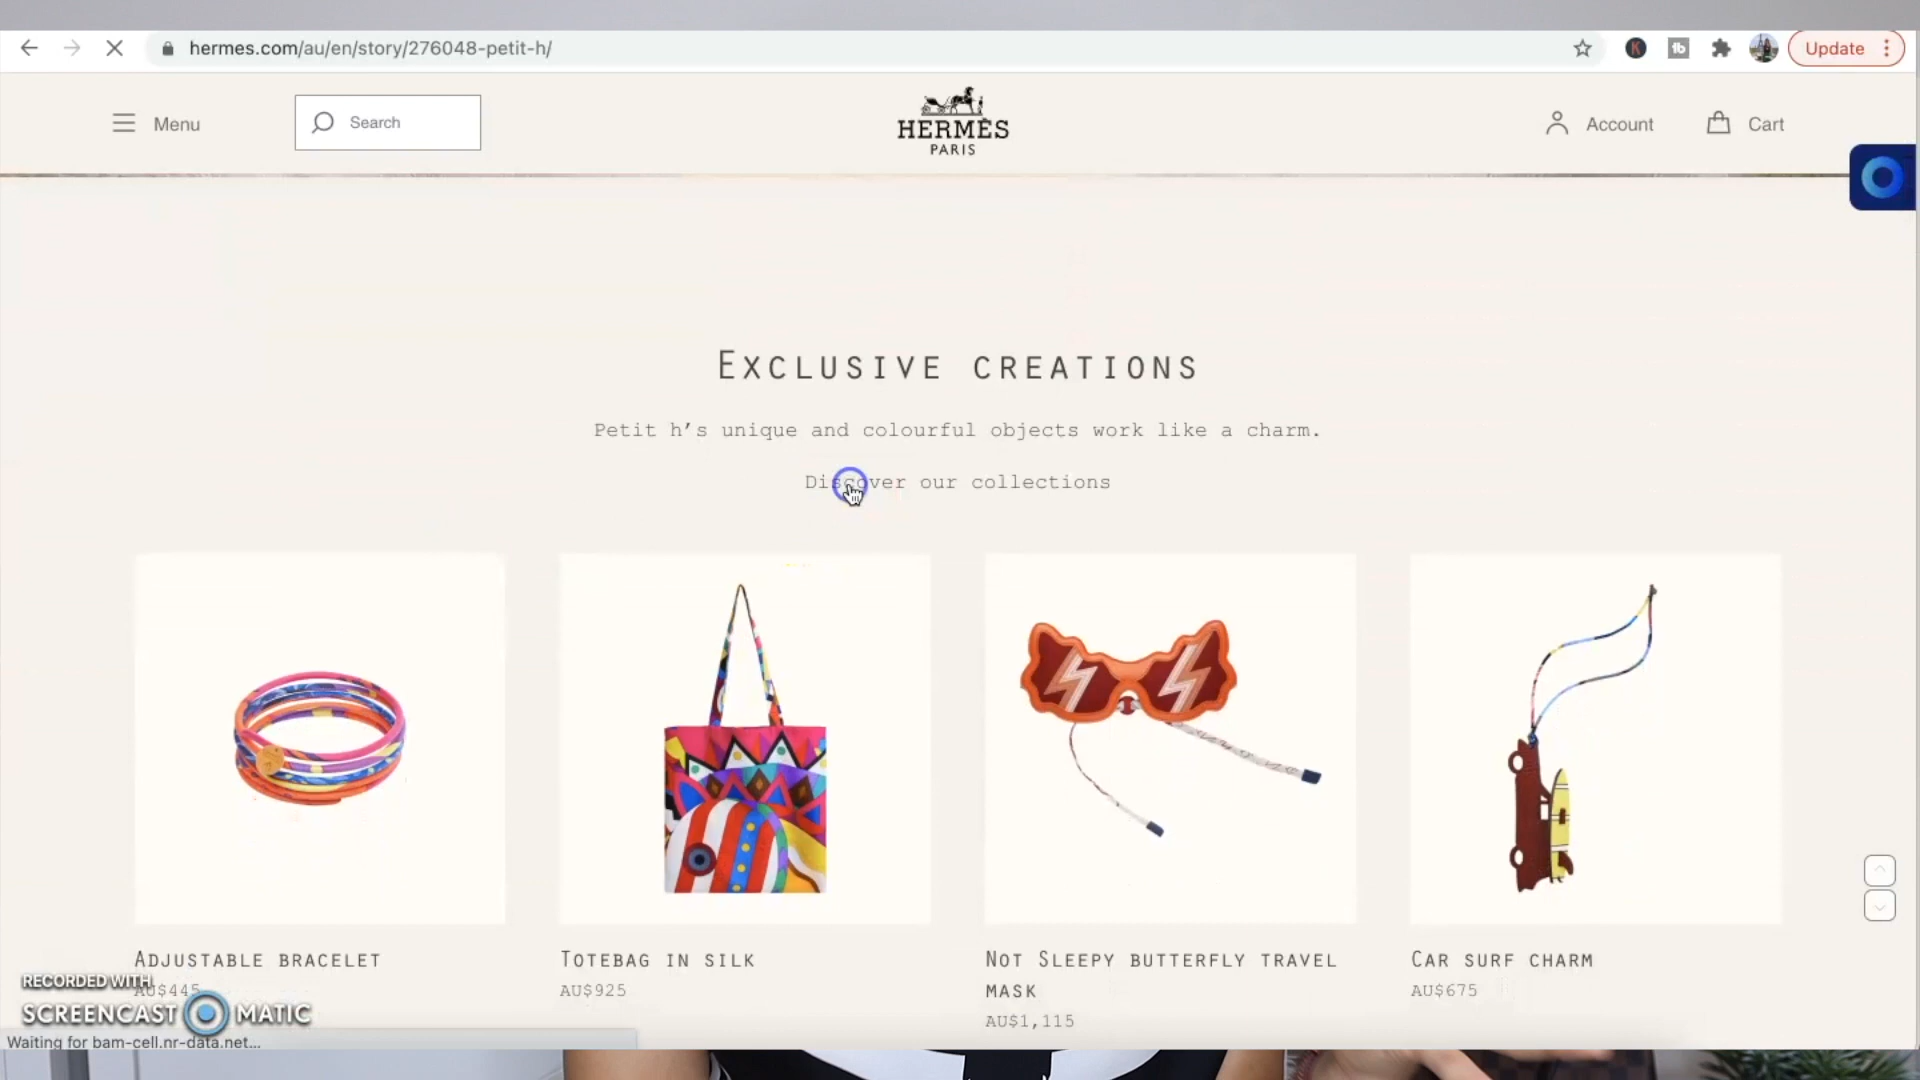 hermes.com/au/en/story/276048-petit-h/
K
tb
Update
Menu
Search
HERMÈS
PARIS
Account
Cart
EXCLUSIVE CREATIONS
Petit h’s unique and colourful objects work like a charm.
Discover our collections
ADJUSTABLE BRACELET
AU$445
TOTEBAG IN SILK
AU$925
NOT SLEEPY BUTTERFLY TRAVEL
MASK
AU$1,115
CAR SURF CHARM
AU$675
RECORDED WITH
SCREENCAST MATIC
Waiting for bam-cell.nr-data.net...